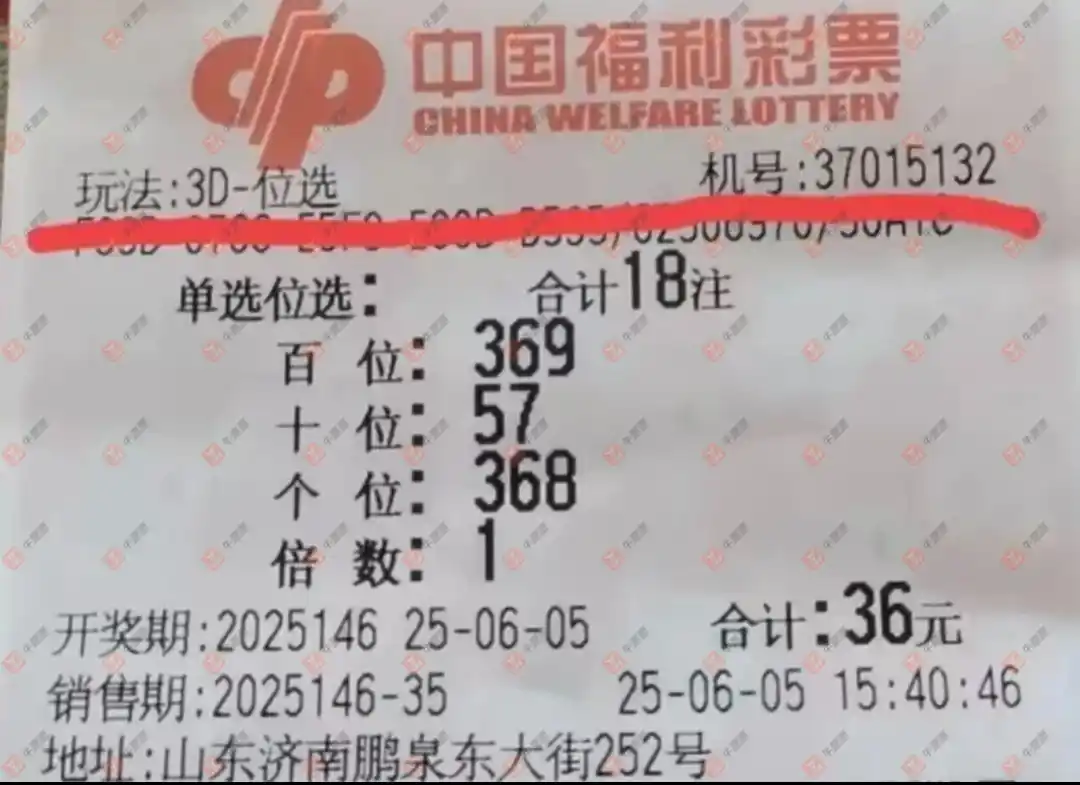 中国福利彩票
CHINA WELFARE LOTTERY
玩法:3D-位选 机号:37015132
单选位选: 合计18注
百 位: 369
十 位: 57
个 位: 368
倍 数: 1
开奖期:2025146 25-06-05 合计:36元
销售期:2025146-35 25-06-05 15:40:46
地址:山东济南鹏泉东大街252号